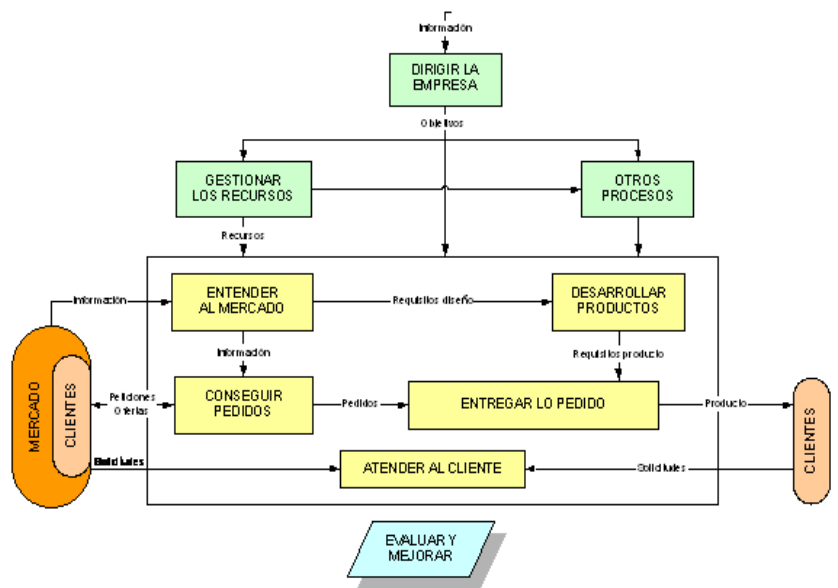 Información
DIRIGIR LA
EMPRESA
Objetivos
GESTIONAR
LOS RECURSOS
OTROS
PROCESOS
Recursos
Información
ENTENDER
AL MERCADO
Requisitos diseño
DESARROLLAR
PRODUCTOS
Información
Requisitos producto
MERCADO
CLIENTES
Peticiones
Ofertas
CONSEGUIR
PEDIDOS
Pedidos
ENTREGAR LO PEDIDO
Producto
CLIENTES
Solicitudes
ATENDER AL CLIENTE
Solicitudes
EVALUAR Y
MEJORAR